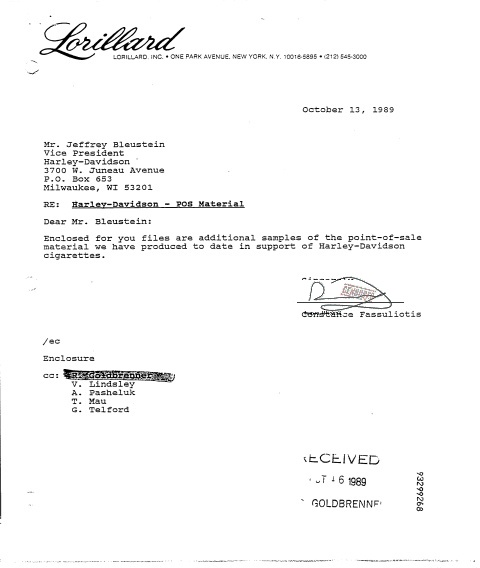 Lorillard
LORILLARD, INC. • ONE PARK AVENUE, NEW YORK, N.Y. 10016-5895 • (212) 545-3000
October 13, 1989
Mr. Jeffrey Bleustein
Vice President
Harley-Davidson
3700 W. Juneau Avenue
P.O. Box 653
Milwaukee, WI 53201
RE: Harley-Davidson - POS Material
Dear Mr. Bleustein:
Enclosed for you files are additional samples of the point-of-sale
material we have produced to date in support of Harley-Davidson
cigarettes.
Constance Fassuliotis
/ec
Enclosure
cc: R. Goldbrenner
V. Lindsley
A. Pasheluk
T. Mau
G. Telford
ECEIVED
16 1989
GOLDBRENNE
93299268